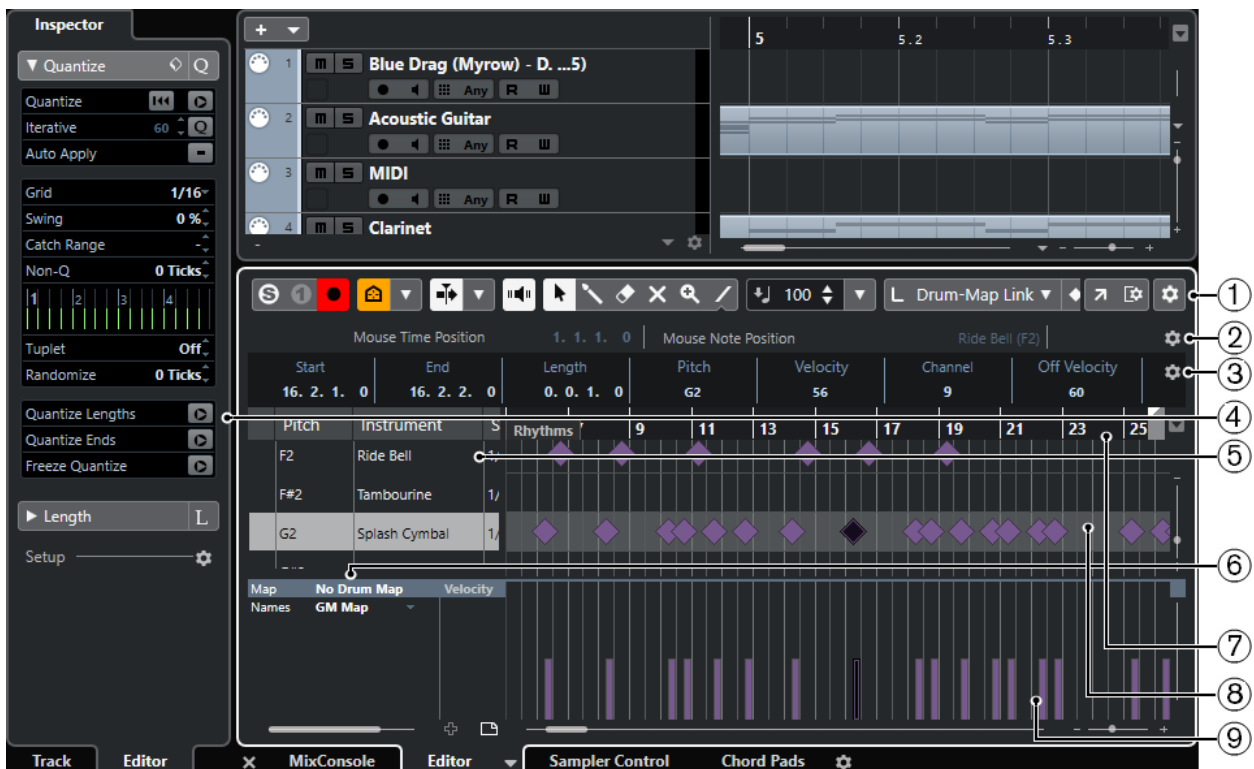 Inspector
Quantize Q
Quantize
Iterative 60 Q
Auto Apply
Grid 1/16
Swing 0 %
Catch Range -
Non-Q 0 Ticks
1 2 3 4
Tuplet Off
Randomize 0 Ticks
Quantize Lengths
Quantize Ends
Freeze Quantize
Length L
Setup
+
5 5.2 5.3
1 m S Blue Drag (Myrow) - D. ...5)
Any R W
2 m S Acoustic Guitar
Any R W
3 m S MIDI
Any R W
4 m S Clarinet
-
S 1 100 L Drum-Map Link
Mouse Time Position 1. 1. 1. 0 Mouse Note Position Ride Bell (F2)
Start End Length Pitch Velocity Channel Off Velocity
16. 2. 1. 0 16. 2. 2. 0 0. 0. 1. 0 G2 56 9 60
Pitch Instrument S Rhythms 9 11 13 15 17 19 21 23 25
F2 Ride Bell 1/
F#2 Tambourine 1/
G2 Splash Cymbal 1/
Map No Drum Map Velocity
Names GM Map
Track Editor
MixConsole Editor Sampler Control Chord Pads
1
2
3
4
5
6
7
8
9